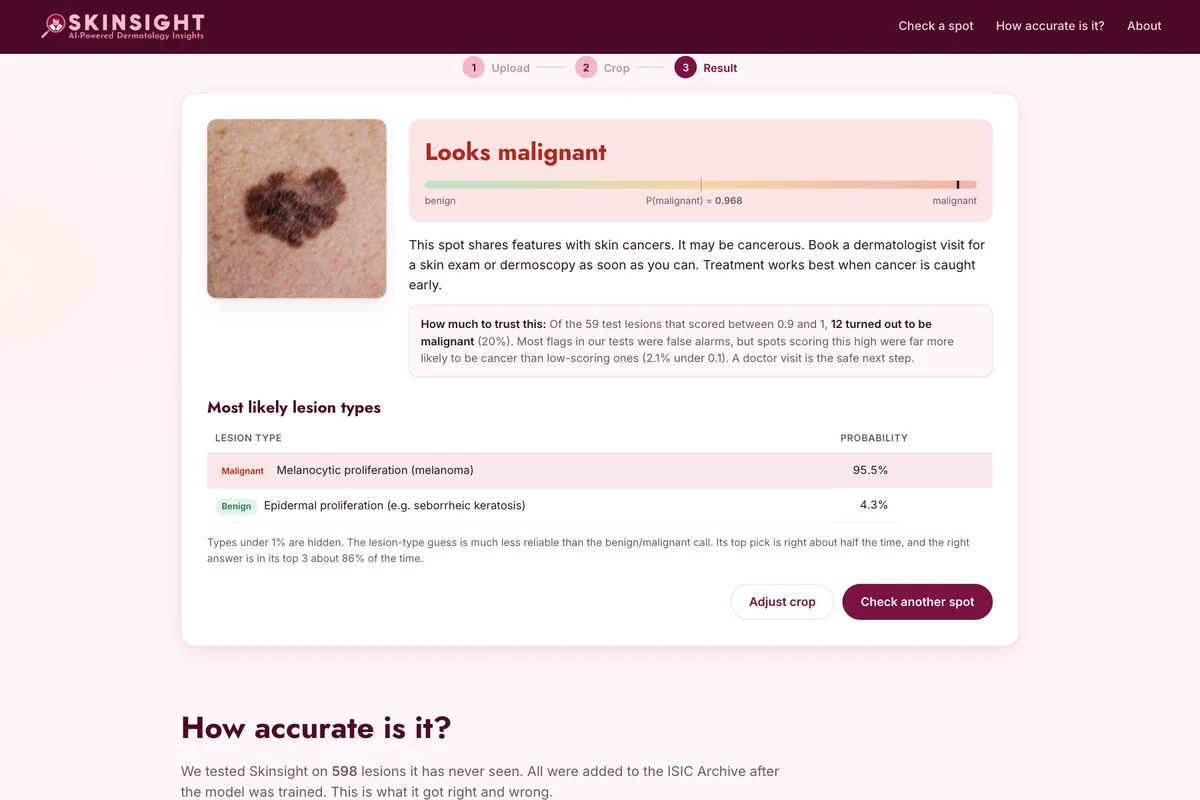 SKINSIGHT
AI-Powered Dermatology Insights
Check a spot
How accurate is it?
About
1 Upload
2 Crop
3 Result
Looks malignant
benign
P(malignant) = 0.968
malignant
This spot shares features with skin cancers. It may be cancerous. Book a dermatologist visit for
a skin exam or dermoscopy as soon as you can. Treatment works best when cancer is caught
early.
How much to trust this: Of the 59 test lesions that scored between 0.9 and 1, 12 turned out to be
malignant (20%). Most flags in our tests were false alarms, but spots scoring this high were far more
likely to be cancer than low-scoring ones (2.1% under 0.1). A doctor visit is the safe next step.
Most likely lesion types
LESION TYPE
PROBABILITY
Malignant Melanocytic proliferation (melanoma) 95.5%
Benign Epidermal proliferation (e.g. seborrheic keratosis) 4.3%
Types under 1% are hidden. The lesion-type guess is much less reliable than the benign/malignant call. Its top pick is right about half the time, and the right
answer is in its top 3 about 86% of the time.
Adjust crop
Check another spot
How accurate is it?
We tested Skinsight on 598 lesions it has never seen. All were added to the ISIC Archive after
the model was trained. This is what it got right and wrong.